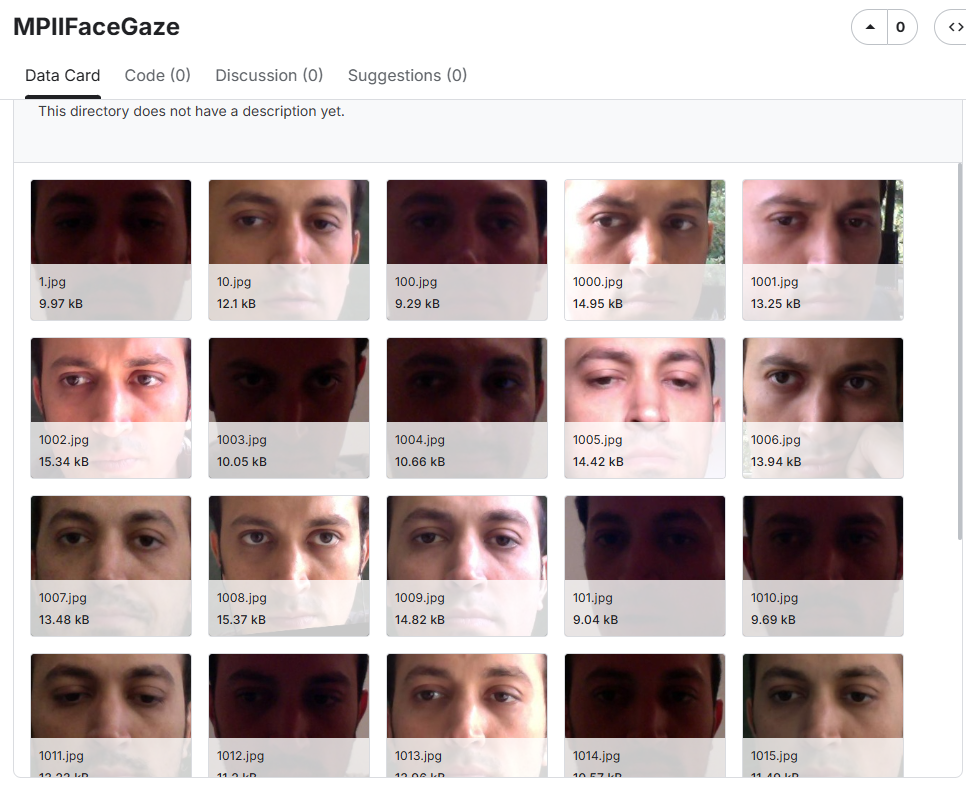 MPIIFaceGaze
0
Data Card Code (0) Discussion (0) Suggestions (0)
This directory does not have a description yet.
1.jpg 10.jpg 100.jpg 1000.jpg 1001.jpg
9.97 kB 12.1 kB 9.29 kB 14.95 kB 13.25 kB
1002.jpg 1003.jpg 1004.jpg 1005.jpg 1006.jpg
15.34 kB 10.05 kB 10.66 kB 14.42 kB 13.94 kB
1007.jpg 1008.jpg 1009.jpg 101.jpg 1010.jpg
13.48 kB 15.37 kB 14.82 kB 9.04 kB 9.69 kB
1011.jpg 1012.jpg 1013.jpg 1014.jpg 1015.jpg